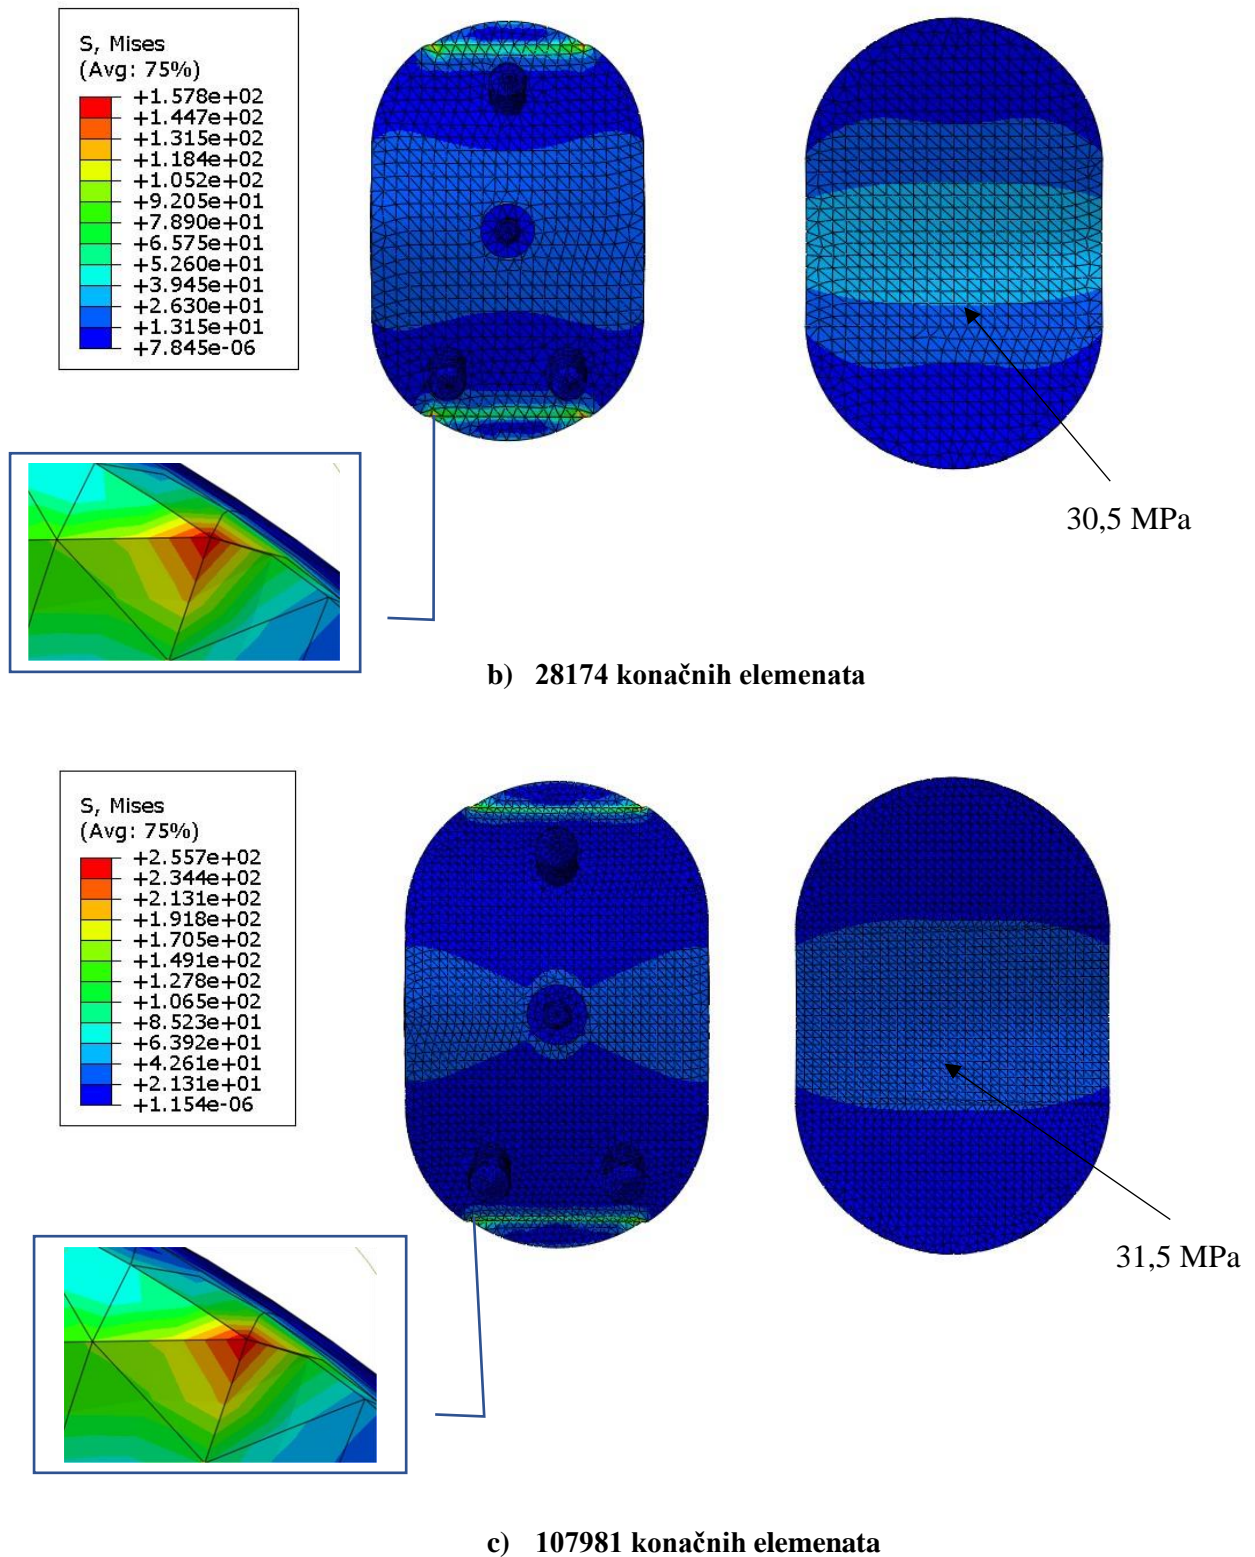 S, Mises
(Avg: 75%)
+1.578e+02
+1.447e+02
+1.315e+02
+1.184e+02
+1.052e+02
+9.205e+01
+7.890e+01
+6.575e+01
+5.260e+01
+3.945e+01
+2.630e+01
+1.315e+01
+7.845e-06
30,5 MPa
b) 28174 konačnih elemenata
S, Mises
(Avg: 75%)
+2.557e+02
+2.344e+02
+2.131e+02
+1.918e+02
+1.705e+02
+1.491e+02
+1.278e+02
+1.065e+02
+8.523e+01
+6.392e+01
+4.261e+01
+2.131e+01
+1.154e-06
31,5 MPa
c) 107981 konačnih elemenata